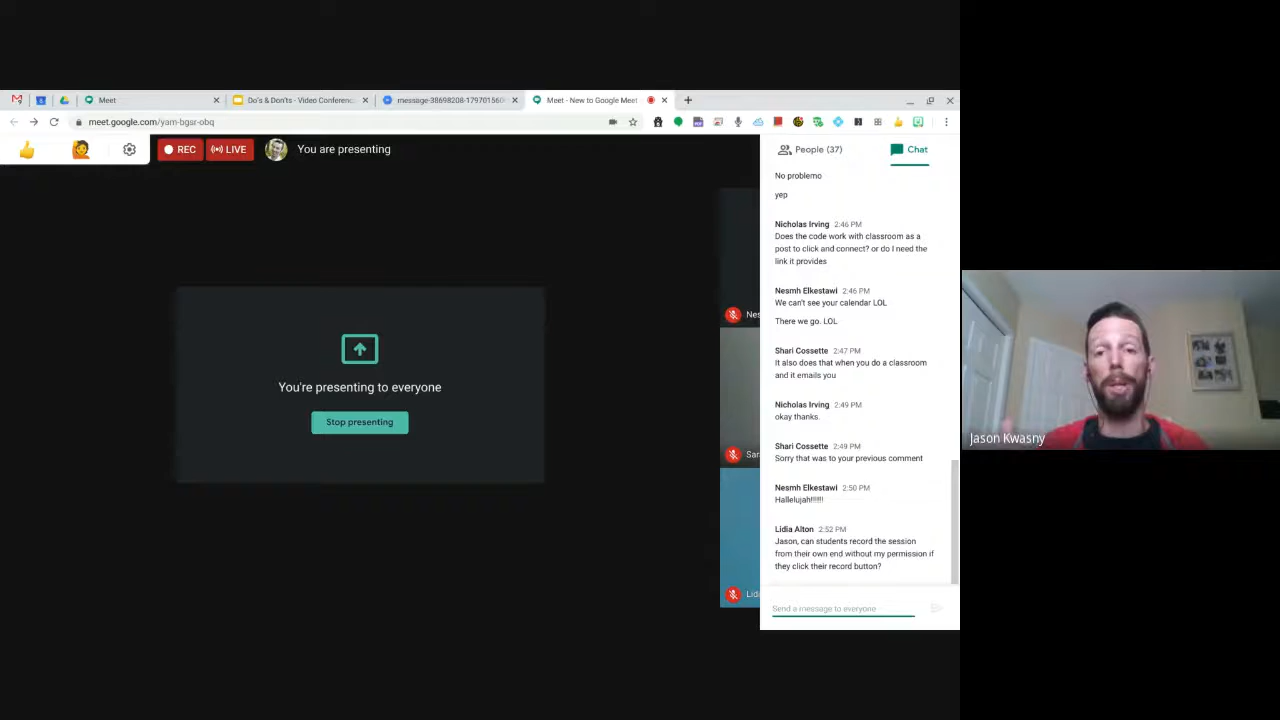 Meet
Do's & Don'ts - Video Conferenc
message-38698208-179701560
Meet - New to Google Meet
meet.google.com/yam-bgsr-obq
REC
LIVE
You are presenting
People (37)
Chat
No problemo
yep
Nicholas Irving 2:46 PM
Does the code work with classroom as a
post to click and connect? or do I need the
link it provides
Nesmh Elkestawi 2:46 PM
We can't see your calendar LOL
There we go. LOL
Shari Cossette 2:47 PM
It also does that when you do a classroom
and it emails you
Nicholas Irving 2:49 PM
okay thanks.
Shari Cossette 2:49 PM
Sorry that was to your previous comment
Nesmh Elkestawi 2:50 PM
Hallelujah!!!!!!
Lidia Alton 2:52 PM
Jason, can students record the session
from their own end without my permission if
they click their record button?
Send a message to everyone
You're presenting to everyone
Stop presenting
Nes
Sar
Lidi
Jason Kwasny